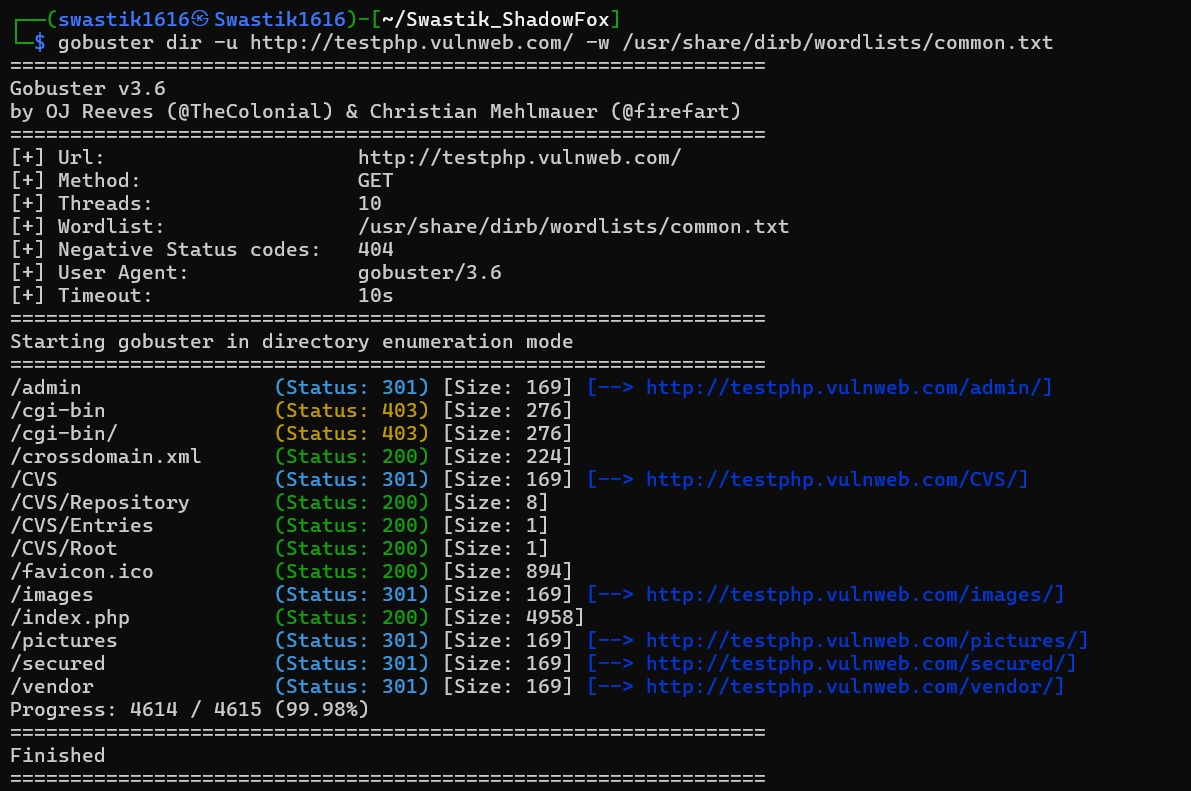 ┌──(swastik1616㉿Swastik1616)-[~/Swastik_ShadowFox]
└─$ gobuster dir -u http://testphp.vulnweb.com/ -w /usr/share/dirb/wordlists/common.txt
===============================================================
Gobuster v3.6
by OJ Reeves (@TheColonial) & Christian Mehlmauer (@firefart)
===============================================================
[+] Url:                     http://testphp.vulnweb.com/
[+] Method:                  GET
[+] Threads:                 10
[+] Wordlist:                /usr/share/dirb/wordlists/common.txt
[+] Negative Status codes:   404
[+] User Agent:              gobuster/3.6
[+] Timeout:                 10s
===============================================================
Starting gobuster in directory enumeration mode
===============================================================
/admin                (Status: 301) [Size: 169] [--> http://testphp.vulnweb.com/admin/]
/cgi-bin              (Status: 403) [Size: 276]
/cgi-bin/             (Status: 403) [Size: 276]
/crossdomain.xml      (Status: 200) [Size: 224]
/CVS                  (Status: 301) [Size: 169] [--> http://testphp.vulnweb.com/CVS/]
/CVS/Repository       (Status: 200) [Size: 8]
/CVS/Entries          (Status: 200) [Size: 1]
/CVS/Root             (Status: 200) [Size: 1]
/favicon.ico          (Status: 200) [Size: 894]
/images               (Status: 301) [Size: 169] [--> http://testphp.vulnweb.com/images/]
/index.php            (Status: 200) [Size: 4958]
/pictures             (Status: 301) [Size: 169] [--> http://testphp.vulnweb.com/pictures/]
/secured              (Status: 301) [Size: 169] [--> http://testphp.vulnweb.com/secured/]
/vendor               (Status: 301) [Size: 169] [--> http://testphp.vulnweb.com/vendor/]
Progress: 4614 / 4615 (99.98%)
===============================================================
Finished
===============================================================